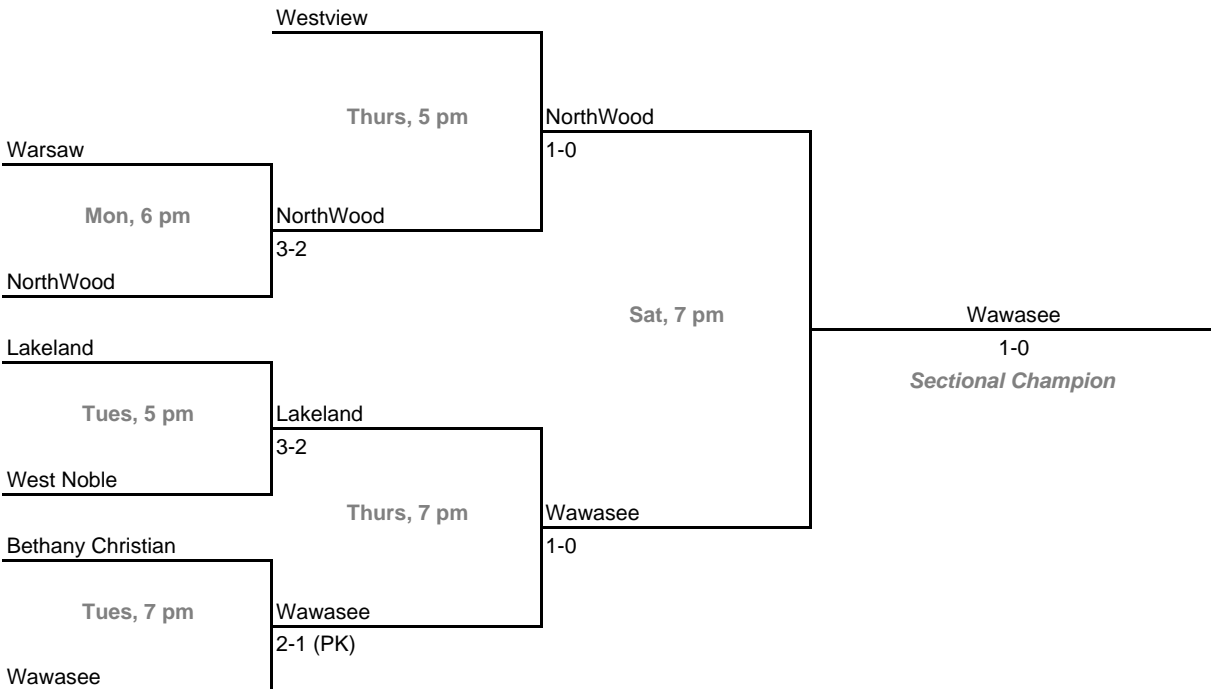 Westview
Thurs, 5 pm
NorthWood
1-0
Warsaw
Mon, 6 pm
NorthWood
3-2
NorthWood
Sat, 7 pm
Wawasee
1-0
Sectional Champion
Lakeland
Tues, 5 pm
Lakeland
3-2
West Noble
Thurs, 7 pm
Wawasee
1-0
Bethany Christian
Tues, 7 pm
Wawasee
2-1 (PK)
Wawasee